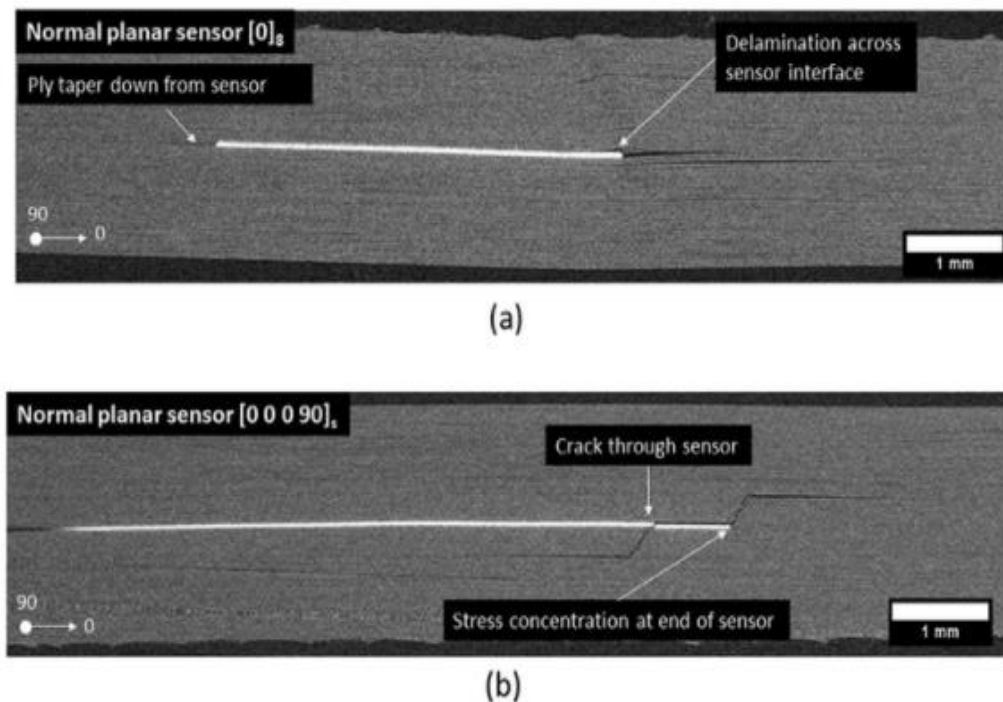 Normal planar sensor [0]₈
Ply taper down from sensor
Delamination across
sensor interface
90
0
1 mm
(a)
Normal planar sensor [0 0 0 90]ₛ
Crack through sensor
90
0
Stress concentration at end of sensor
1 mm
(b)